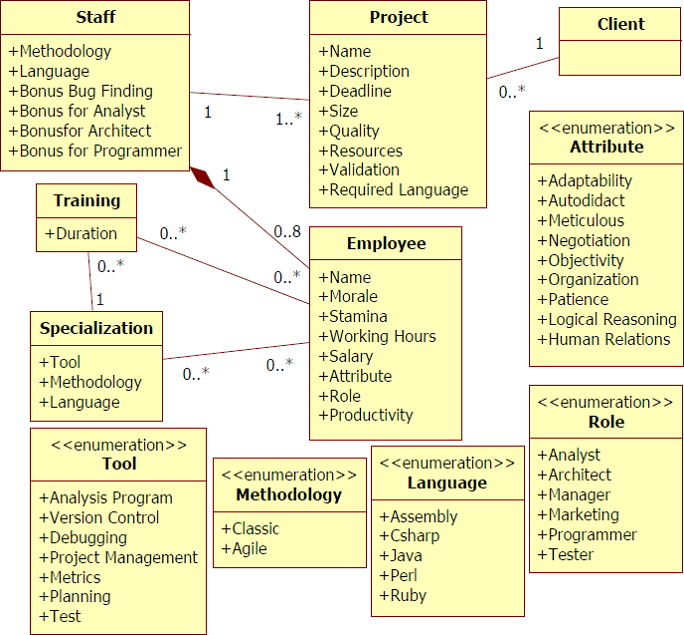 Staff
+Methodology
+Language
+Bonus Bug Finding
+Bonus for Analyst
+Bonusfor Architect
+Bonus for Programmer
1
1..*
Project
+Name
+Description
+Deadline
+Size
+Quality
+Resources
+Validation
+Required Language
1
0..*
Client
<<enumeration>>
Attribute
+Adaptability
+Autodidact
+Meticulous
+Negotiation
+Objectivity
+Organization
+Patience
+Logical Reasoning
+Human Relations
1
0..8
Training
+Duration
0..*
0..*
0..*
1
Employee
+Name
+Morale
+Stamina
+Working Hours
+Salary
+Attribute
+Role
+Productivity
Specialization
+Tool
+Methodology
+Language
0..*
0..*
<<enumeration>>
Role
+Analyst
+Architect
+Manager
+Marketing
+Programmer
+Tester
<<enumeration>>
Tool
+Analysis Program
+Version Control
+Debugging
+Project Management
+Metrics
+Planning
+Test
<<enumeration>>
Methodology
+Classic
+Agile
<<enumeration>>
Language
+Assembly
+Csharp
+Java
+Perl
+Ruby